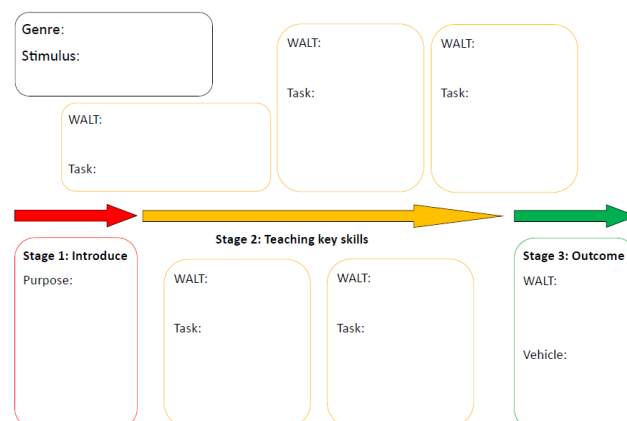 Genre:
Stimulus:
WALT:
Task:
WALT:
Task:
WALT:
Task:
Stage 2: Teaching key skills
Stage 1: Introduce
Purpose:
WALT:
Task:
WALT:
Task:
Stage 3: Outcome
WALT:
Vehicle: